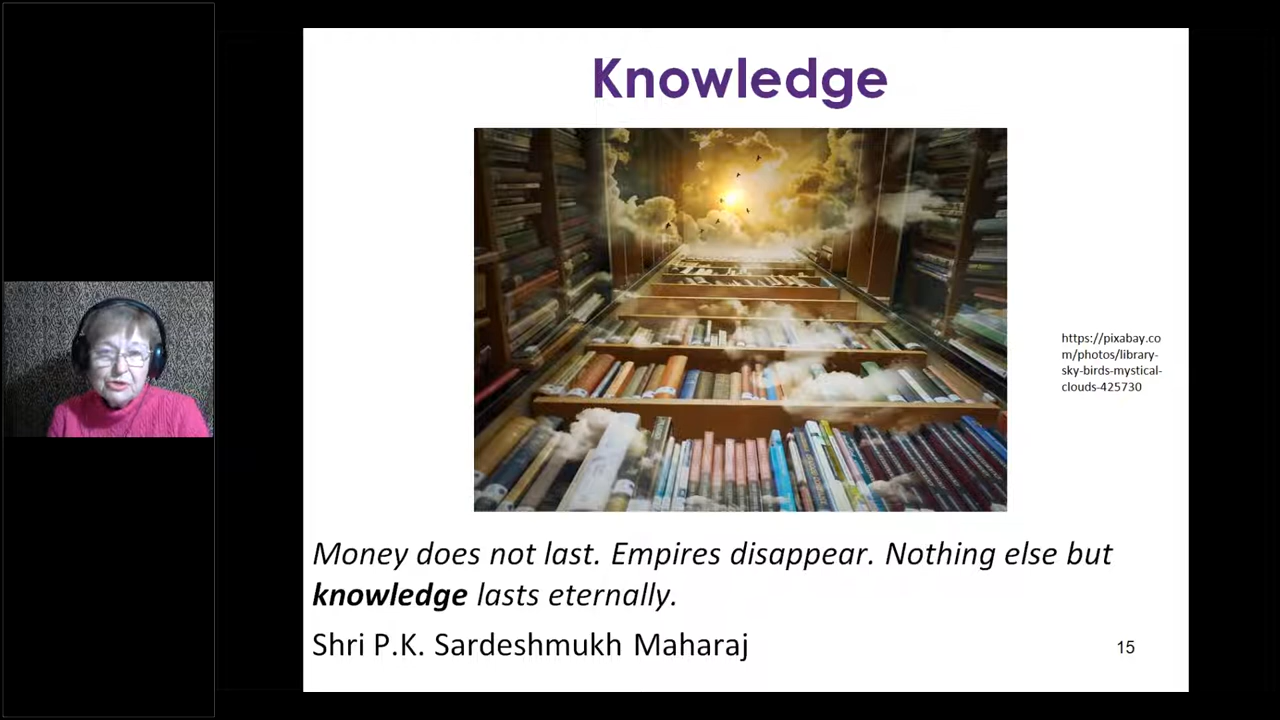 Knowledge
https://pixabay.co
m/photos/library-
sky-birds-mystical-
clouds-425730
Money does not last. Empires disappear. Nothing else but
knowledge lasts eternally.
Shri P.K. Sardeshmukh Maharaj
15